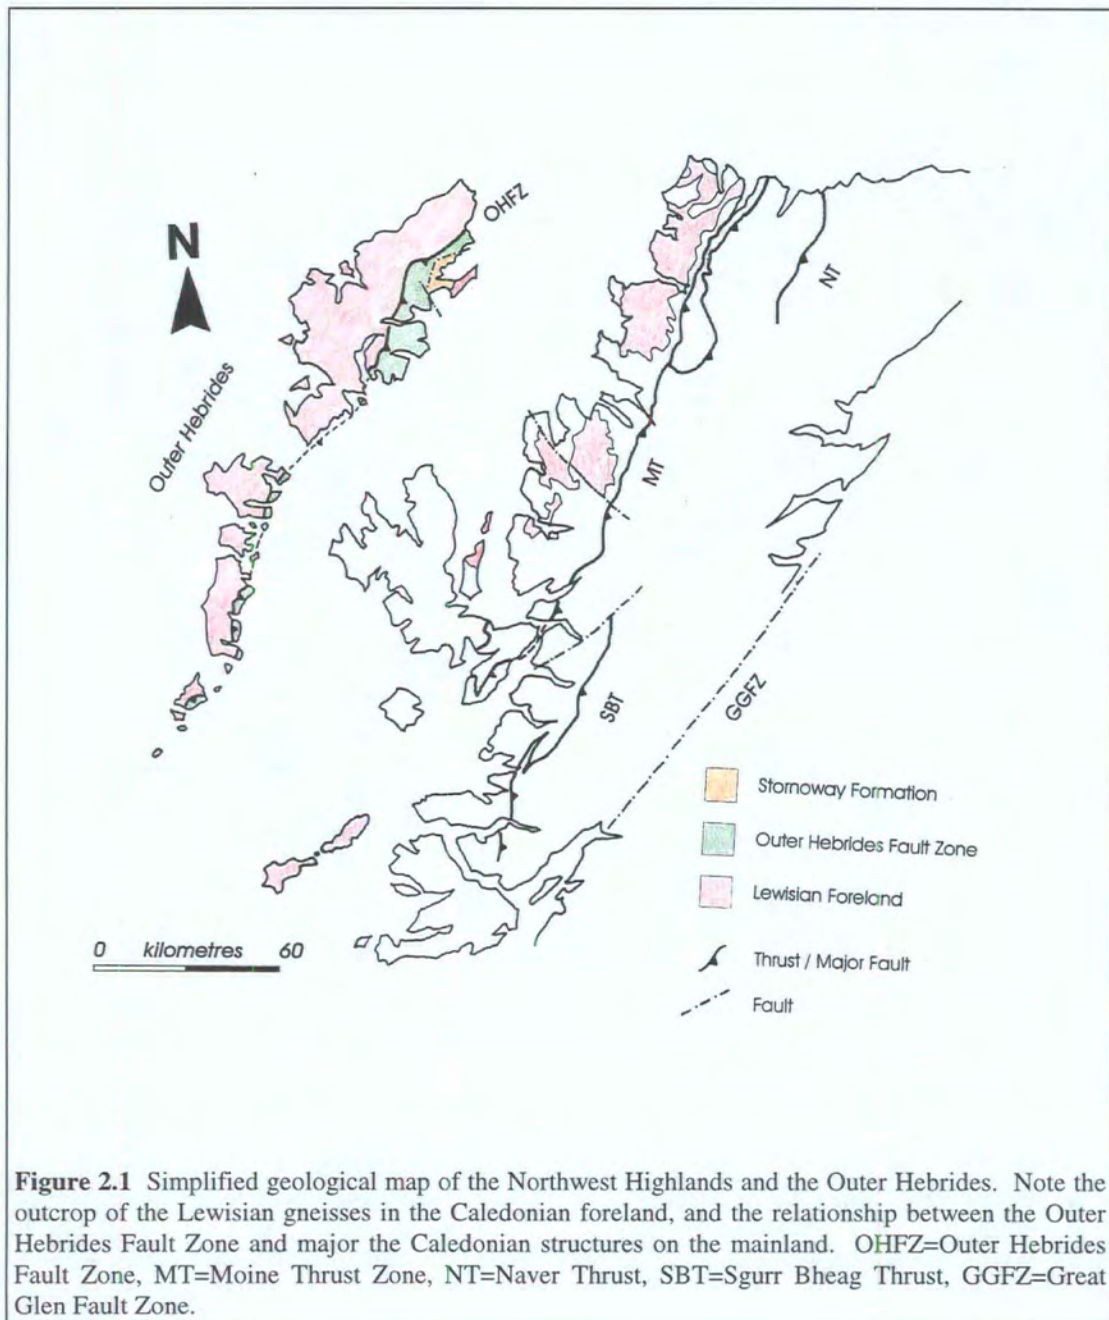 OHFZ
N
NT
Outer Hebrides
MT
SBT
GGFZ
Stornoway Formation
Outer Hebrides Fault Zone
Lewisian Foreland
0 kilometres 60
Thrust / Major Fault
Fault
Figure 2.1 Simplified geological map of the Northwest Highlands and the Outer Hebrides. Note the
outcrop of the Lewisian gneisses in the Caledonian foreland, and the relationship between the Outer
Hebrides Fault Zone and major the Caledonian structures on the mainland. OHFZ=Outer Hebrides
Fault Zone, MT=Moine Thrust Zone, NT=Naver Thrust, SBT=Sgurr Bheag Thrust, GGFZ=Great
Glen Fault Zone.